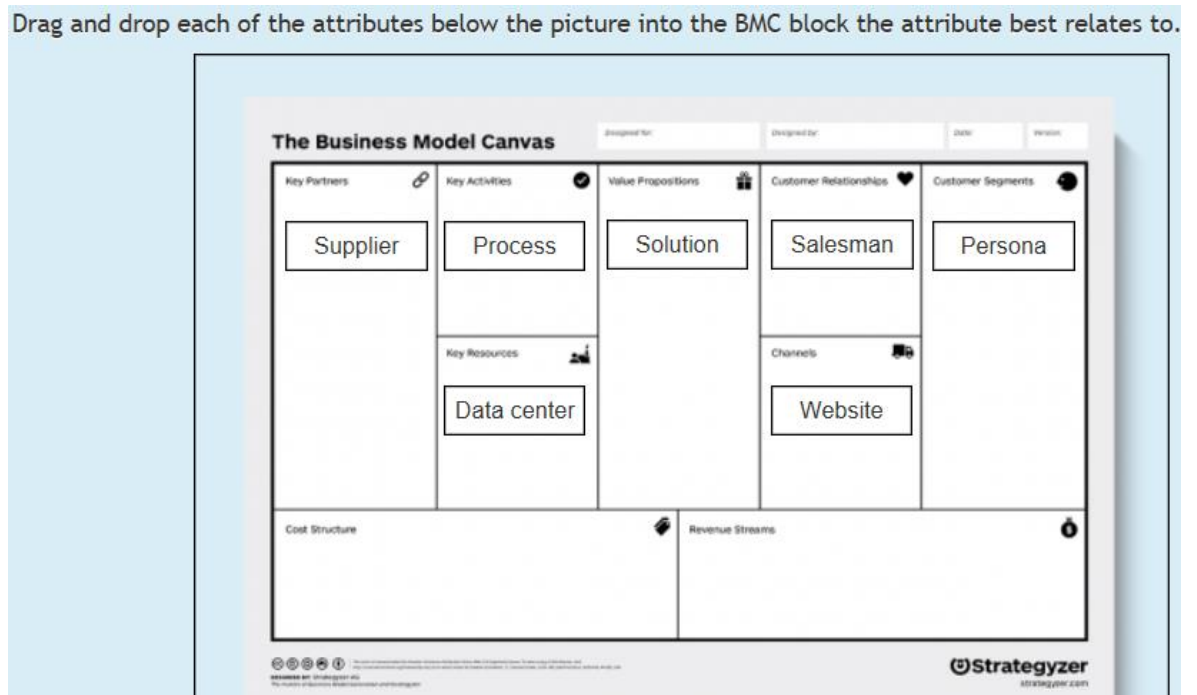 Drag and drop each of the attributes below the picture into the BMC block the attribute best relates to.
The Business Model Canvas
Designed for:
Designed by:
Date:
Version:
Key Partners
Key Activities
Value Propositions
Customer Relationships
Customer Segments
Supplier
Process
Solution
Salesman
Persona
Key Resources
Channels
Data center
Website
Cost Structure
Revenue Streams
Strategyzer
strategyzer.com